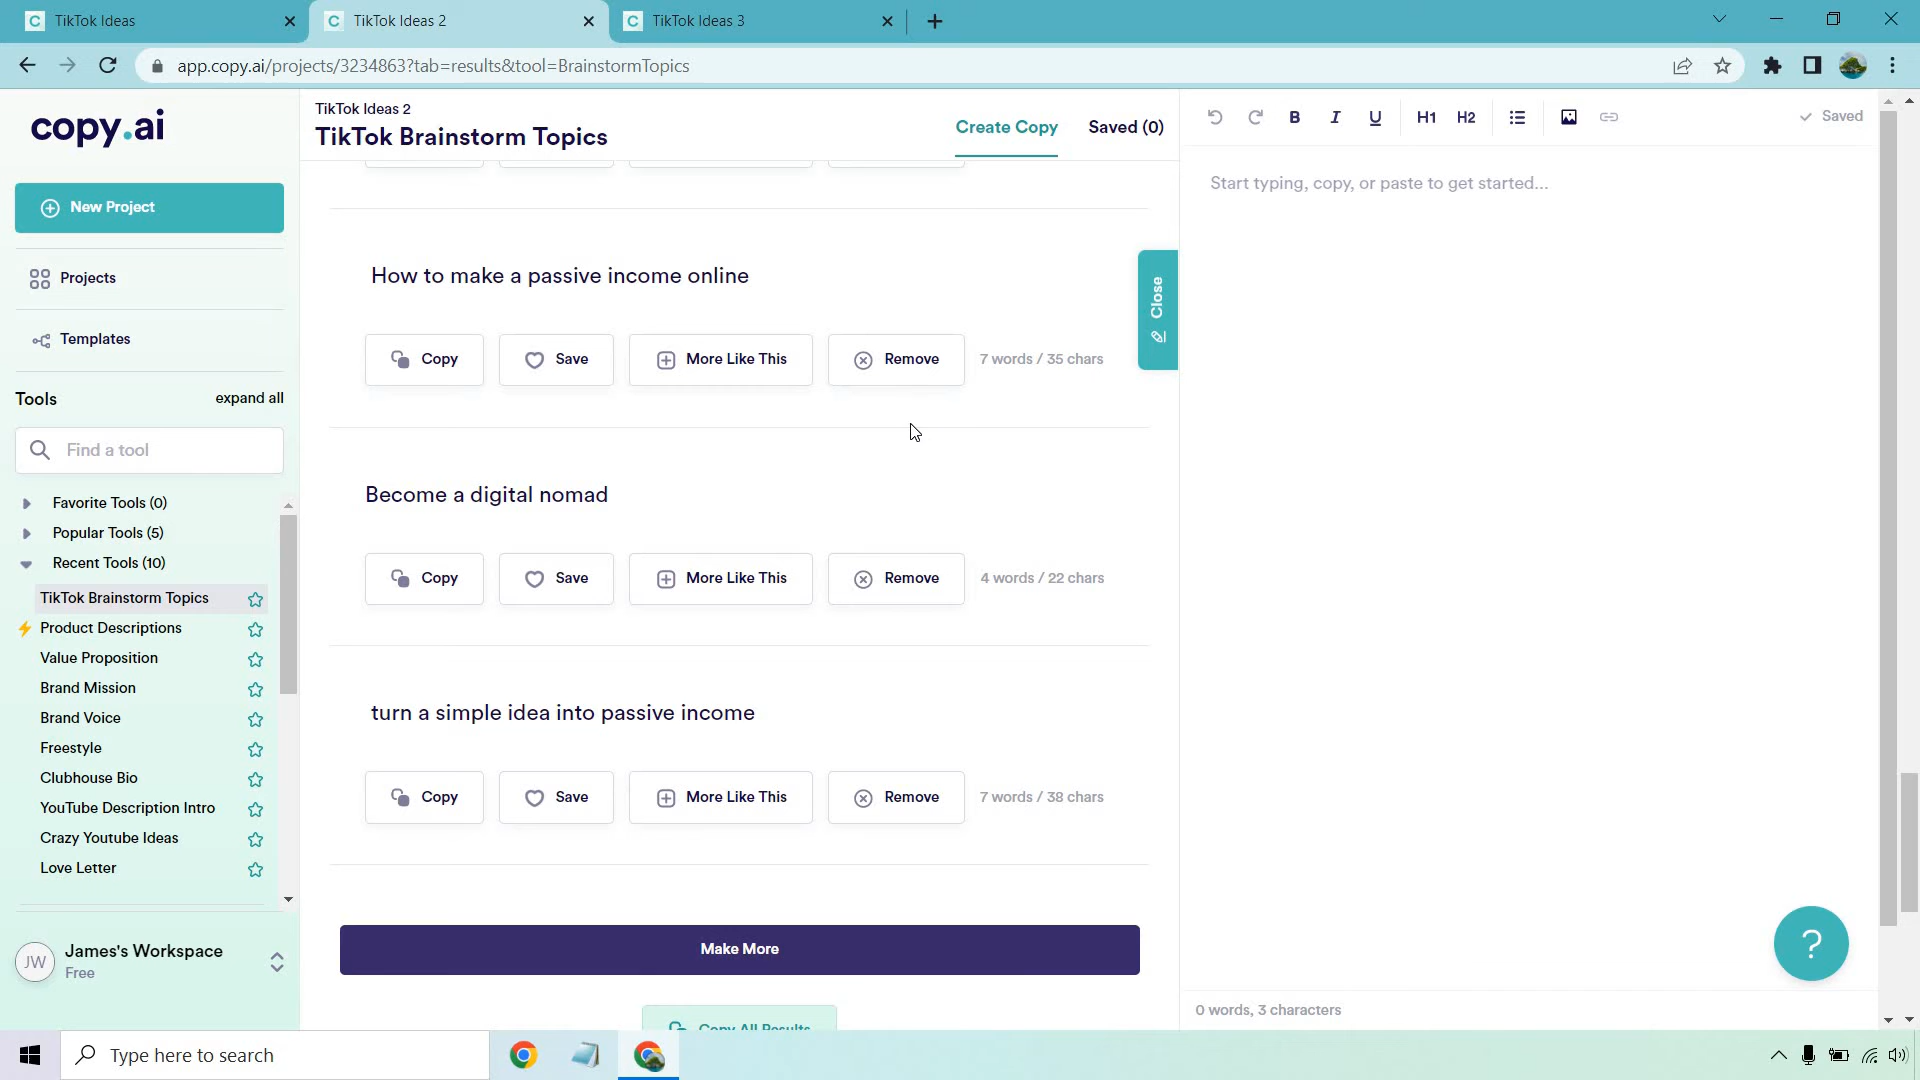 TikTok Ideas
TikTok Ideas 2
TikTok Ideas 3
app.copy.ai/projects/3234863?tab=results&tool=BrainstormTopics
copy.ai
New Project
Projects
Templates
Tools
expand all
Find a tool
Favorite Tools (0)
Popular Tools (5)
Recent Tools (10)
TikTok Brainstorm Topics
Product Descriptions
Value Proposition
Brand Mission
Brand Voice
Freestyle
Clubhouse Bio
YouTube Description Intro
Crazy Youtube Ideas
Love Letter
JW
James's Workspace
Free
TikTok Ideas 2
TikTok Brainstorm Topics
Create Copy
Saved (0)
How to make a passive income online
Copy
Save
More Like This
Remove
7 words / 35 chars
Become a digital nomad
Copy
Save
More Like This
Remove
4 words / 22 chars
turn a simple idea into passive income
Copy
Save
More Like This
Remove
7 words / 38 chars
Make More
Copy All Results
Close
B I U H1 H2
Saved
Start typing, copy, or paste to get started...
?
0 words, 3 characters
Type here to search